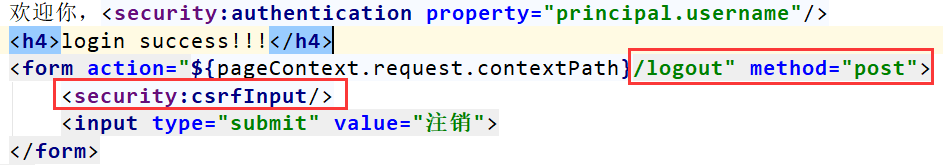 欢迎你，<security:authentication property="principal.username"/>
<h4>login success!!!</h4>
<form action="${pageContext.request.contextPath}/logout" method="post">
<security:csrfInput/>
<input type="submit" value="注销">
</form>